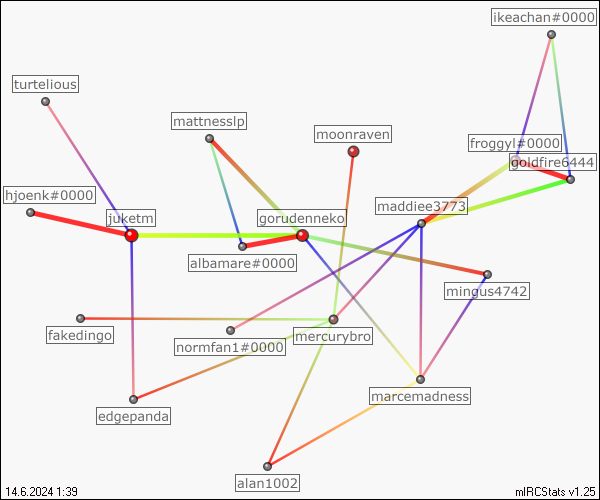 ikeachan#0000
turtelious
mattnesslp
moonraven
froggyl#0000
goldfire6444
hjoenk#0000
juketm
gorudenneko
maddiee3773
albamare#0000
mingus4742
fakedingo
normfan1#0000
mercurybro
marcemadness
edgepanda
alan1002
14.6.2024 1:39
mIRCStats v1.25